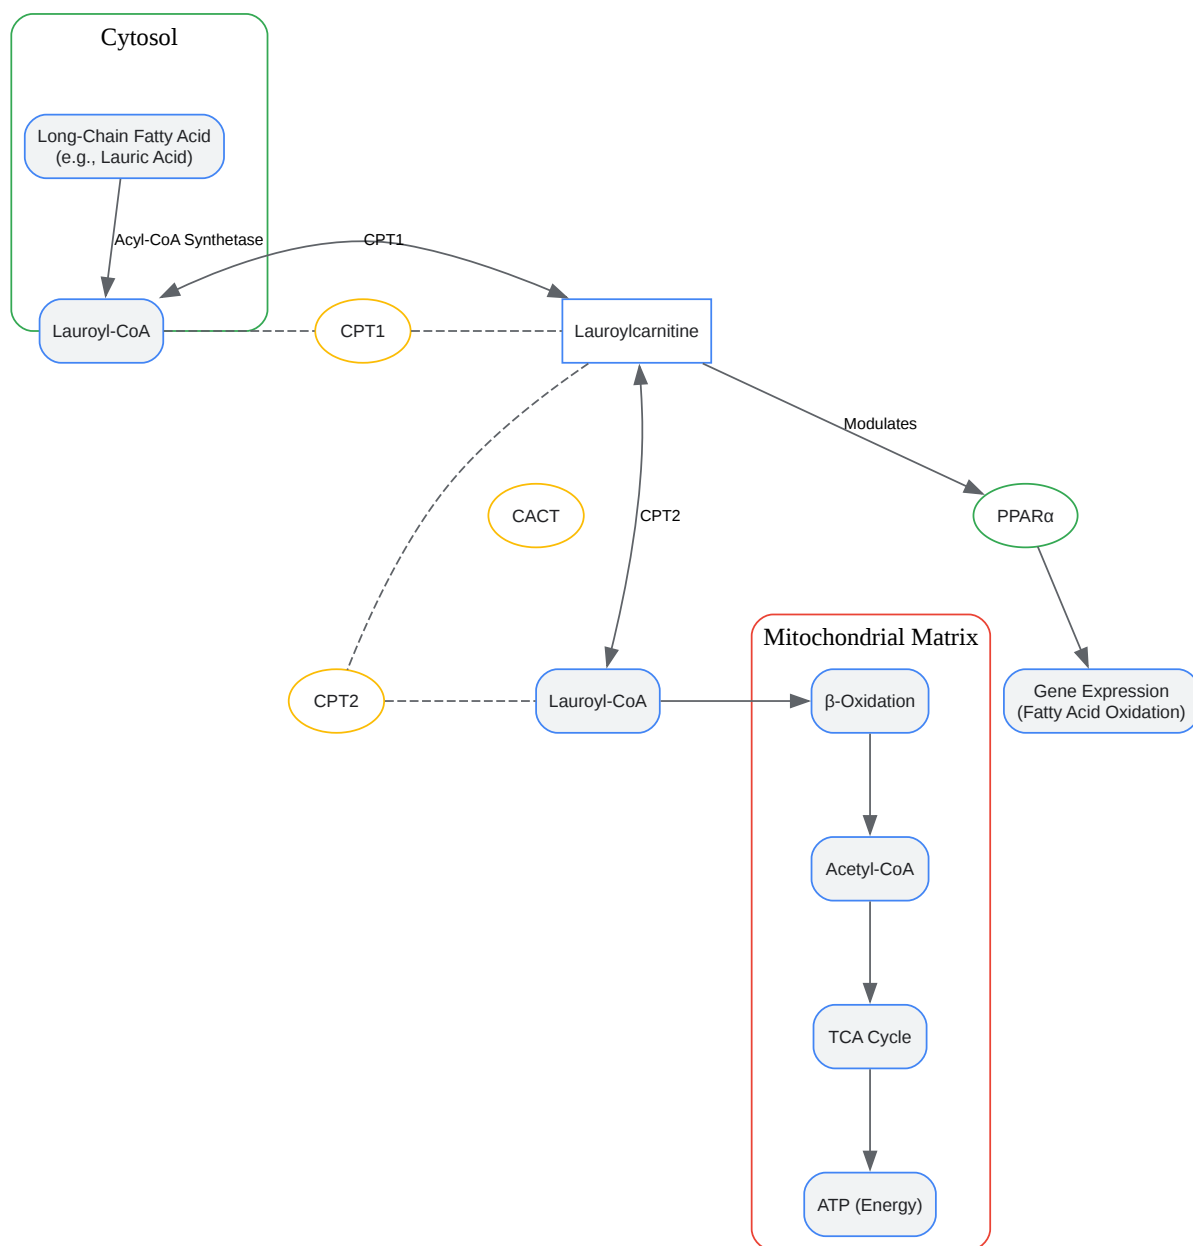 Cytosol
Long-Chain Fatty Acid
(e.g., Lauric Acid)
Acyl-CoA Synthetase
CPT1
Lauroyl-CoA
CPT1
Lauroylcarnitine
Modulates
CACT
CPT2
PPARα
Mitochondrial Matrix
CPT2
Lauroyl-CoA
β-Oxidation
Gene Expression
(Fatty Acid Oxidation)
Acetyl-CoA
TCA Cycle
ATP (Energy)